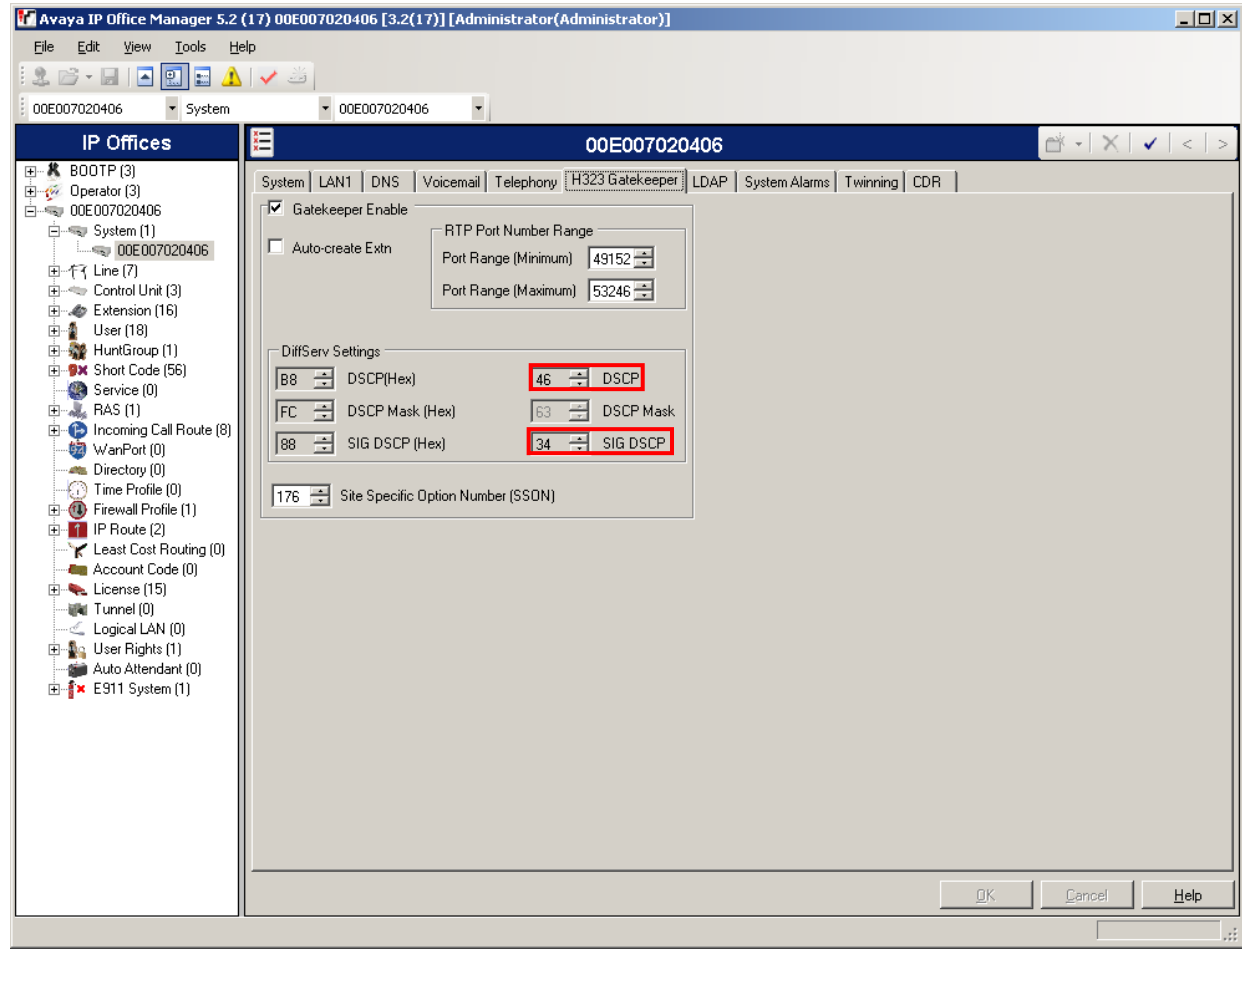 Avaya IP Office Manager 5.2 (17) 00E007020406 [3.2(17)] [Administrator(Administrator)]
File Edit View Tools Help
00E007020406 System 00E007020406
IP Offices
00E007020406
BOOTP (3)
Operator (3)
00E007020406
System (1)
00E007020406
Line (7)
Control Unit (3)
Extension (16)
User (18)
HuntGroup (1)
Short Code (56)
Service (0)
RAS (1)
Incoming Call Route (8)
WanPort (0)
Directory (0)
Time Profile (0)
Firewall Profile (1)
IP Route (2)
Least Cost Routing (0)
Account Code (0)
License (15)
Tunnel (0)
Logical LAN (0)
User Rights (1)
Auto Attendant (0)
E911 System (1)
System LAN1 DNS Voicemail Telephony H323 Gatekeeper LDAP System Alarms Twinning CDR
Gatekeeper Enable
Auto-create Extn
RTP Port Number Range
Port Range (Minimum) 49152
Port Range (Maximum) 53246
DiffServ Settings
B8 DSCP(Hex) 46 DSCP
FC DSCP Mask (Hex) 63 DSCP Mask
88 SIG DSCP (Hex) 34 SIG DSCP
176 Site Specific Option Number (SSON)
OK Cancel Help